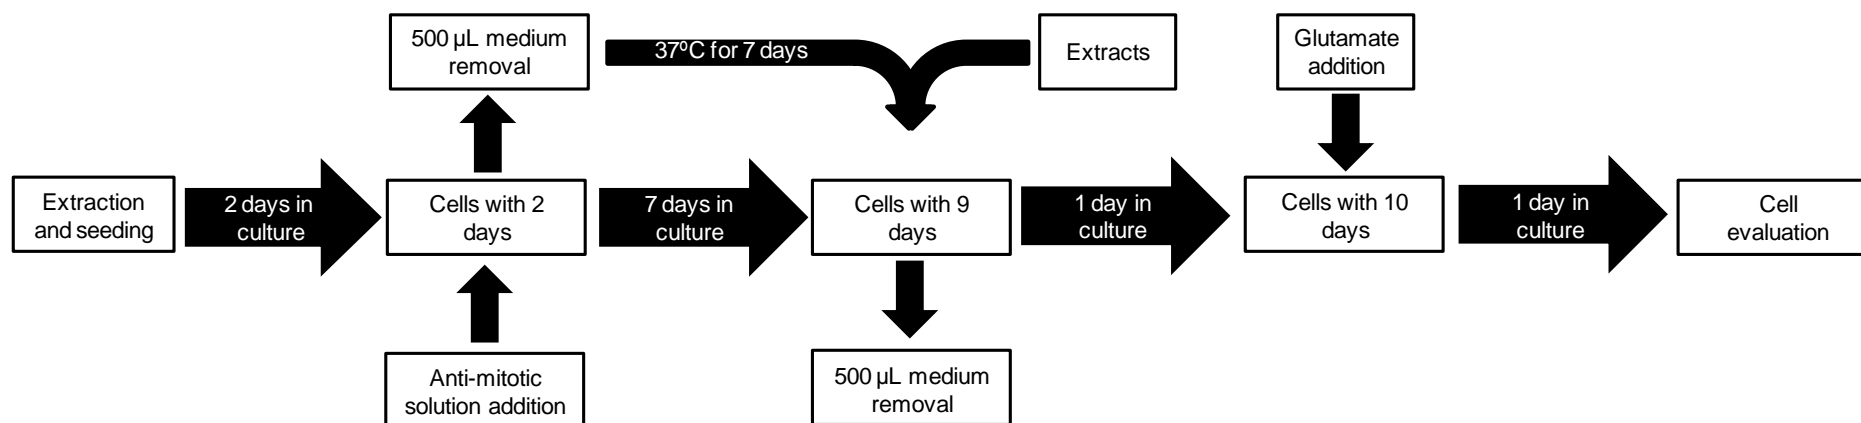 500 µL medium
removal
37ºC for 7 days
Extracts
Glutamate
addition
Extraction
and seeding
2 days in
culture
Cells with 2
days
7 days in
culture
Cells with 9
days
1 day in
culture
Cells with 10
days
1 day in
culture
Cell
evaluation
Anti-mitotic
solution addition
500 µL medium
removal